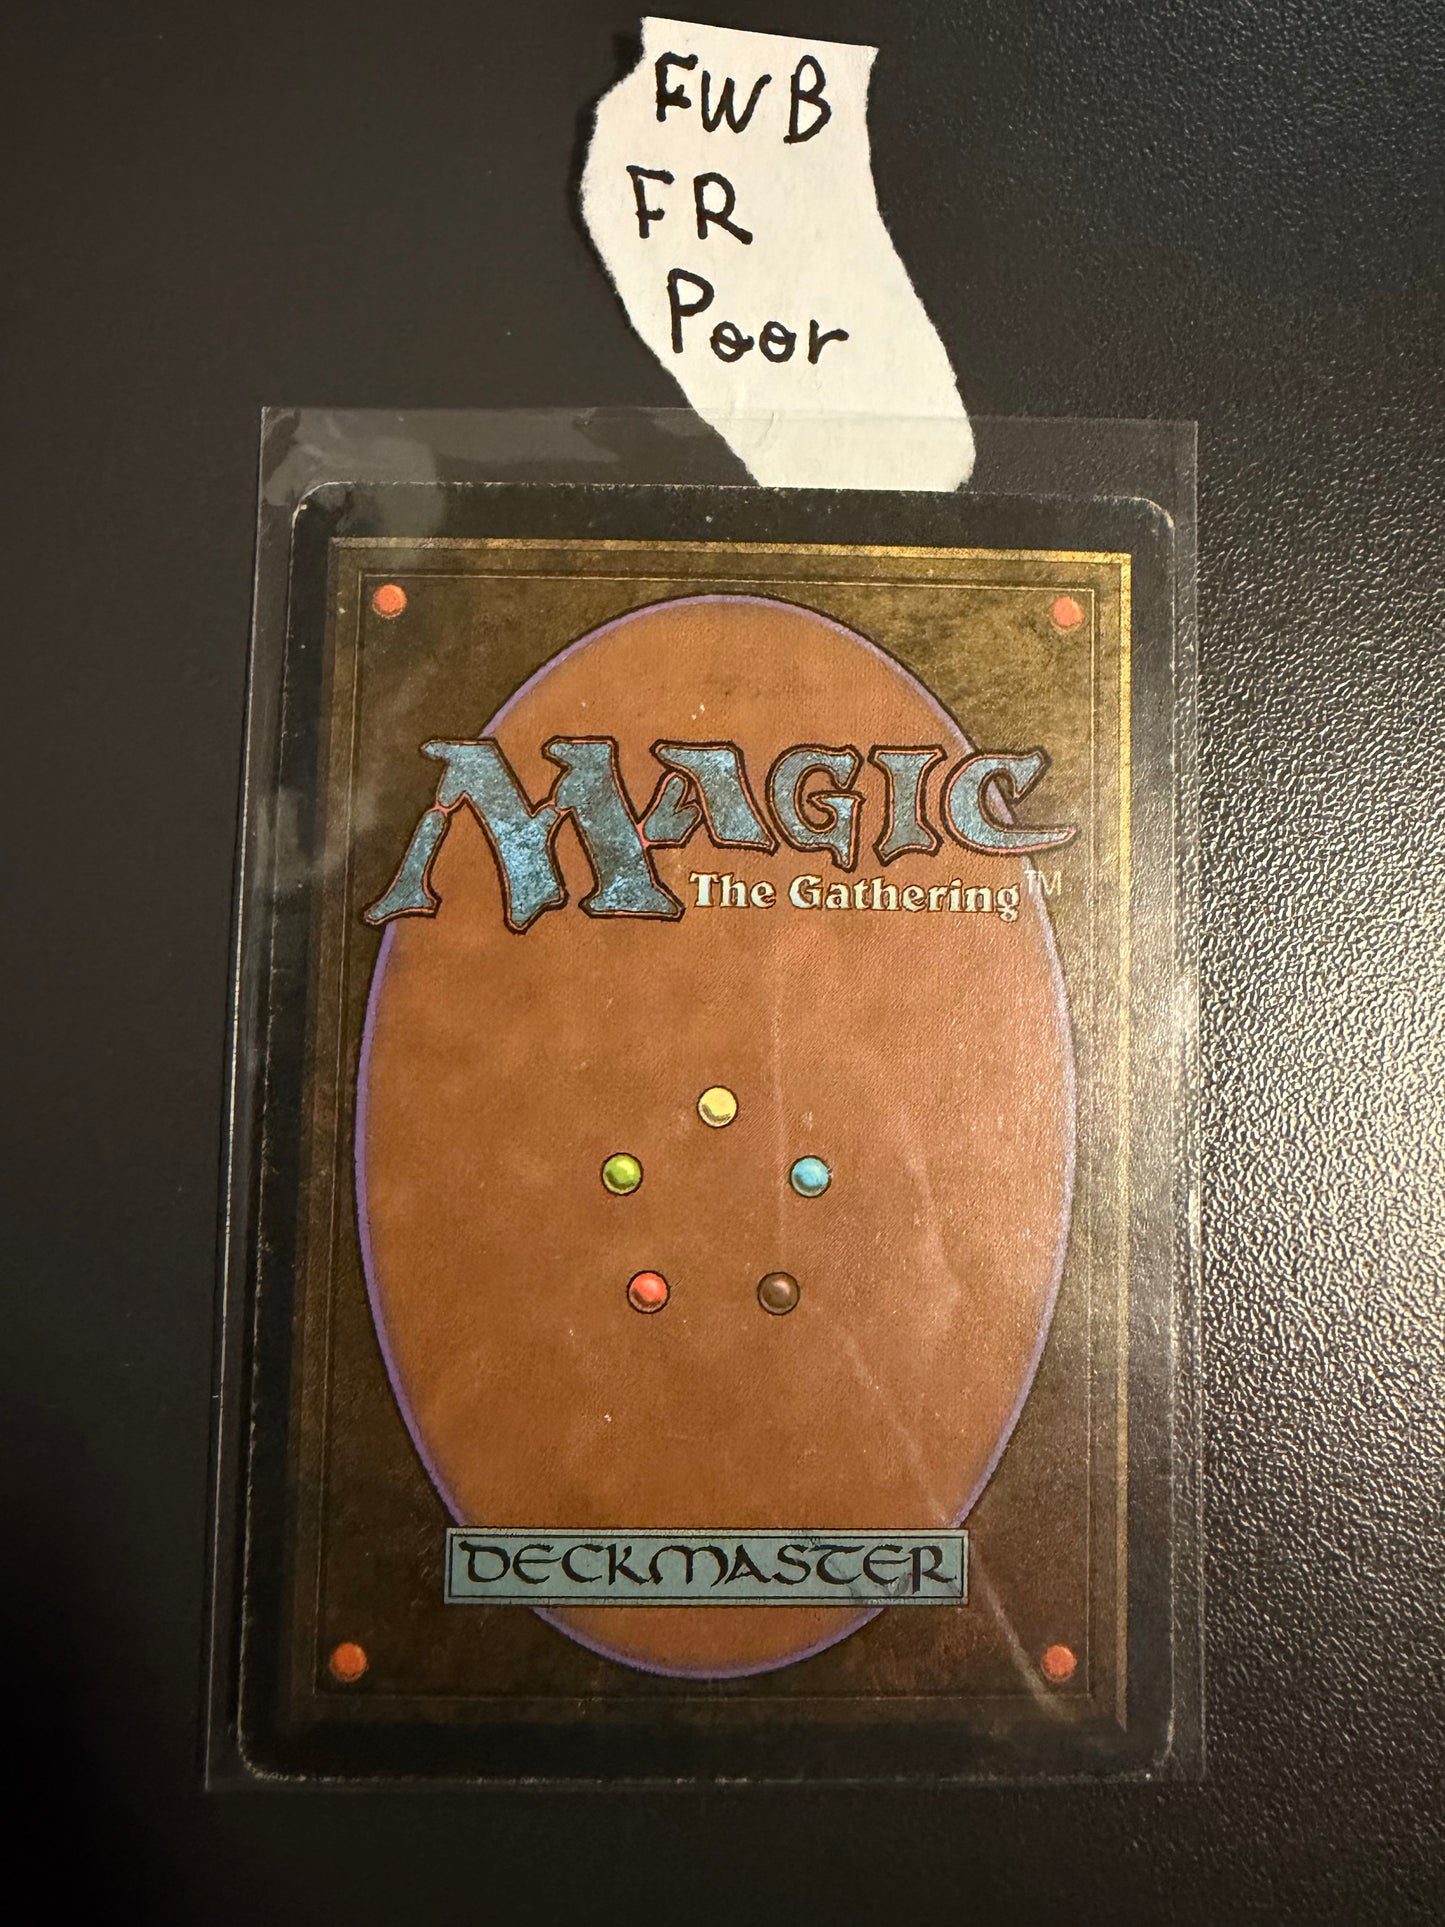 FWB
FR
Poor
MAGIC
The Gathering™
DECKMASTER